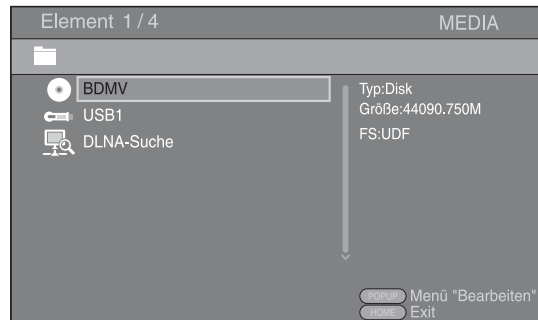 Element 1 / 4 MEDIA
BDMV
USB1
DLNA-Suche
Typ:Disk
Größe:44090.750M
FS:UDF
POPUP Menü "Bearbeiten"
HOME Exit